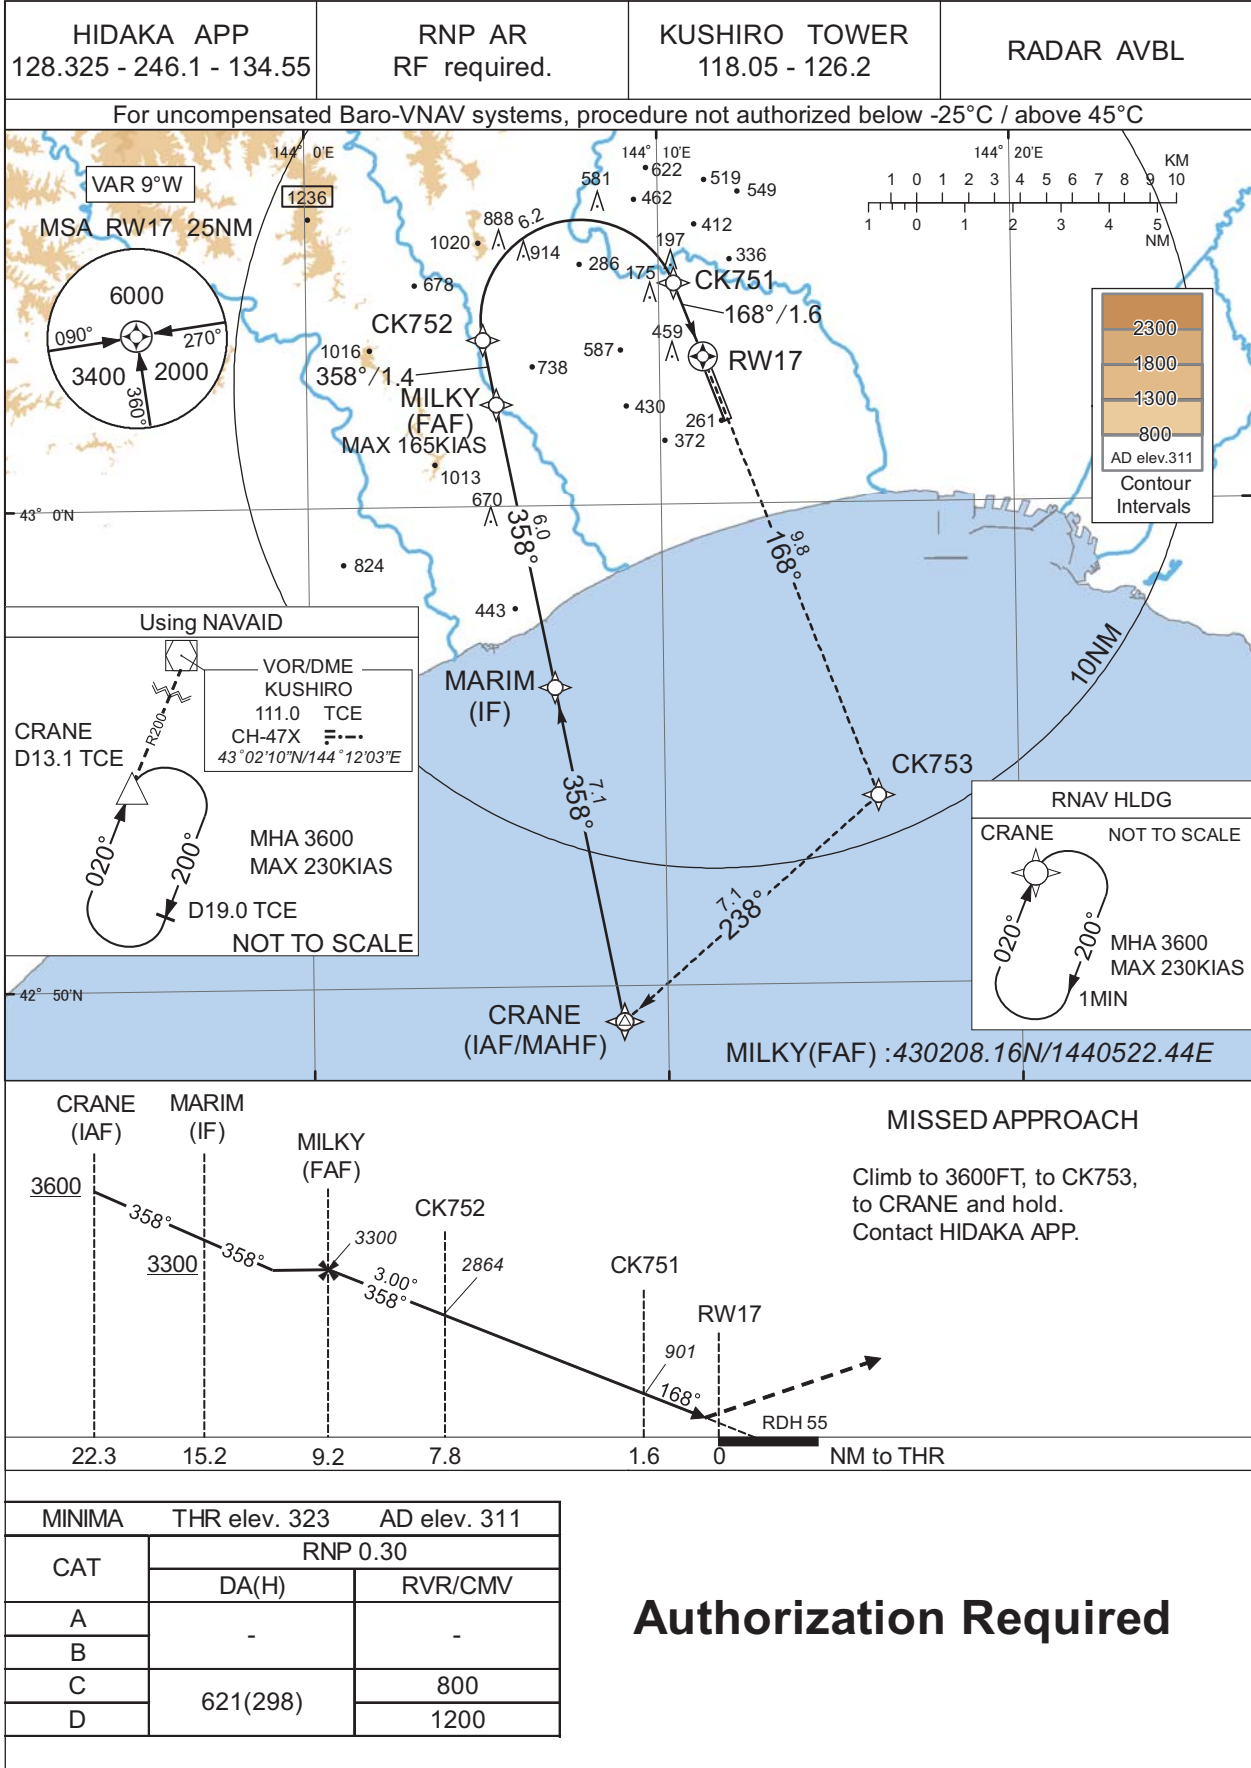 HIDAKA APP
128.325 - 246.1 - 134.55
RNP AR
RF required.
KUSHIRO TOWER
118.05 - 126.2
RADAR AVBL
For uncompensated Baro-VNAV systems, procedure not authorized below -25°C / above 45°C
144° 0'E
144° 10'E
144° 20'E
VAR 9°W
MSA RW17 25NM
6000
090°
270°
3400
2000
360°
1236
1020
888
6.2
914
581
622
462
519
549
412
197
336
286
175
678
CK751
168°/1.6
CK752
1016
358°/1.4
738
587
459
RW17
MILKY
(FAF)
MAX 165KIAS
430
261
372
1013
670
KM
1 0 1 2 3 4 5 6 7 8 9 10
1 0 1 2 3 4 5
NM
2300
1800
1300
800
AD elev.311
Contour
Intervals
43° 0'N
6.0
358°
9.8
168°
824
443
10NM
Using NAVAID
VOR/DME
KUSHIRO
111.0 TCE
CH-47X
43°02'10"N/144°12'03"E
R200
CRANE
D13.1 TCE
020°
200°
MHA 3600
MAX 230KIAS
D19.0 TCE
NOT TO SCALE
MARIM
(IF)
7.1
358°
CK753
7.1
238°
RNAV HLDG
CRANE
NOT TO SCALE
020°
200°
MHA 3600
MAX 230KIAS
1MIN
42° 50'N
CRANE
(IAF/MAHF)
MILKY(FAF) :430208.16N/1440522.44E
CRANE
(IAF)
MARIM
(IF)
MILKY
(FAF)
CK752
CK751
RW17
3600
358°
3300
358°
3300
3.00°
358°
2864
901
168°
RDH 55
22.3
15.2
9.2
7.8
1.6
0
NM to THR
MISSED APPROACH
Climb to 3600FT, to CK753,
to CRANE and hold.
Contact HIDAKA APP.
MINIMA THR elev. 323 AD elev. 311
CAT
RNP 0.30
DA(H)
RVR/CMV
A
B
-
-
C
621(298)
800
D
1200
Authorization Required